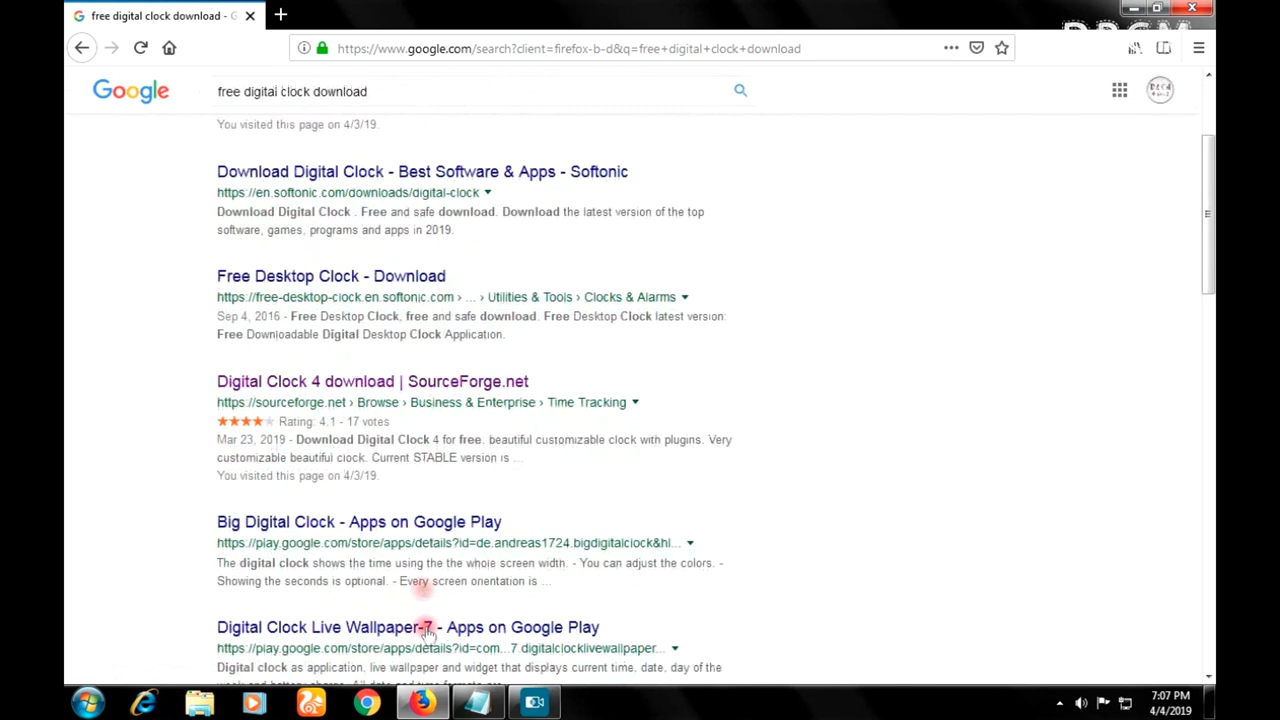 free digital clock download - G
https://www.google.com/search?client=firefox-b-d&q=free+digital+clock+download
Google
free digital clock download
You visited this page on 4/3/19.
Download Digital Clock - Best Software & Apps - Softonic
https://en.softonic.com/downloads/digital-clock
Download Digital Clock . Free and safe download. Download the latest version of the top
software, games, programs and apps in 2019.
Free Desktop Clock - Download
https://free-desktop-clock.en.softonic.com › ... › Utilities & Tools › Clocks & Alarms
Sep 4, 2016 - Free Desktop Clock, free and safe download. Free Desktop Clock latest version:
Free Downloadable Digital Desktop Clock Application.
Digital Clock 4 download | SourceForge.net
https://sourceforge.net › Browse › Business & Enterprise › Time Tracking
Rating: 4.1 - 17 votes
Mar 23, 2019 - Download Digital Clock 4 for free. beautiful customizable clock with plugins. Very
customizable beautiful clock. Current STABLE version is ...
You visited this page on 4/3/19.
Big Digital Clock - Apps on Google Play
https://play.google.com/store/apps/details?id=de.andreas1724.bigdigitalclock&hl...
The digital clock shows the time using the the whole screen width. - You can adjust the colors. -
Showing the seconds is optional. - Every screen orientation is ...
Digital Clock Live Wallpaper-7 - Apps on Google Play
https://play.google.com/store/apps/details?id=com...7.digitalclocklivewallpaper...
Digital clock as application, live wallpaper and widget that displays current time, date, day of the
7:07 PM
4/4/2019